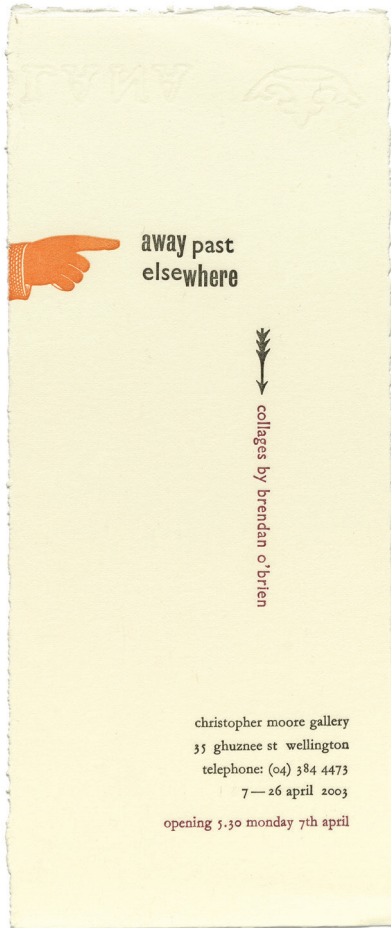 away past
elsewhere
collages by brendan o'brien
christopher moore gallery
35 ghuznee st wellington
telephone: (04) 384 4473
7 — 26 april 2003
opening 5.30 monday 7th april